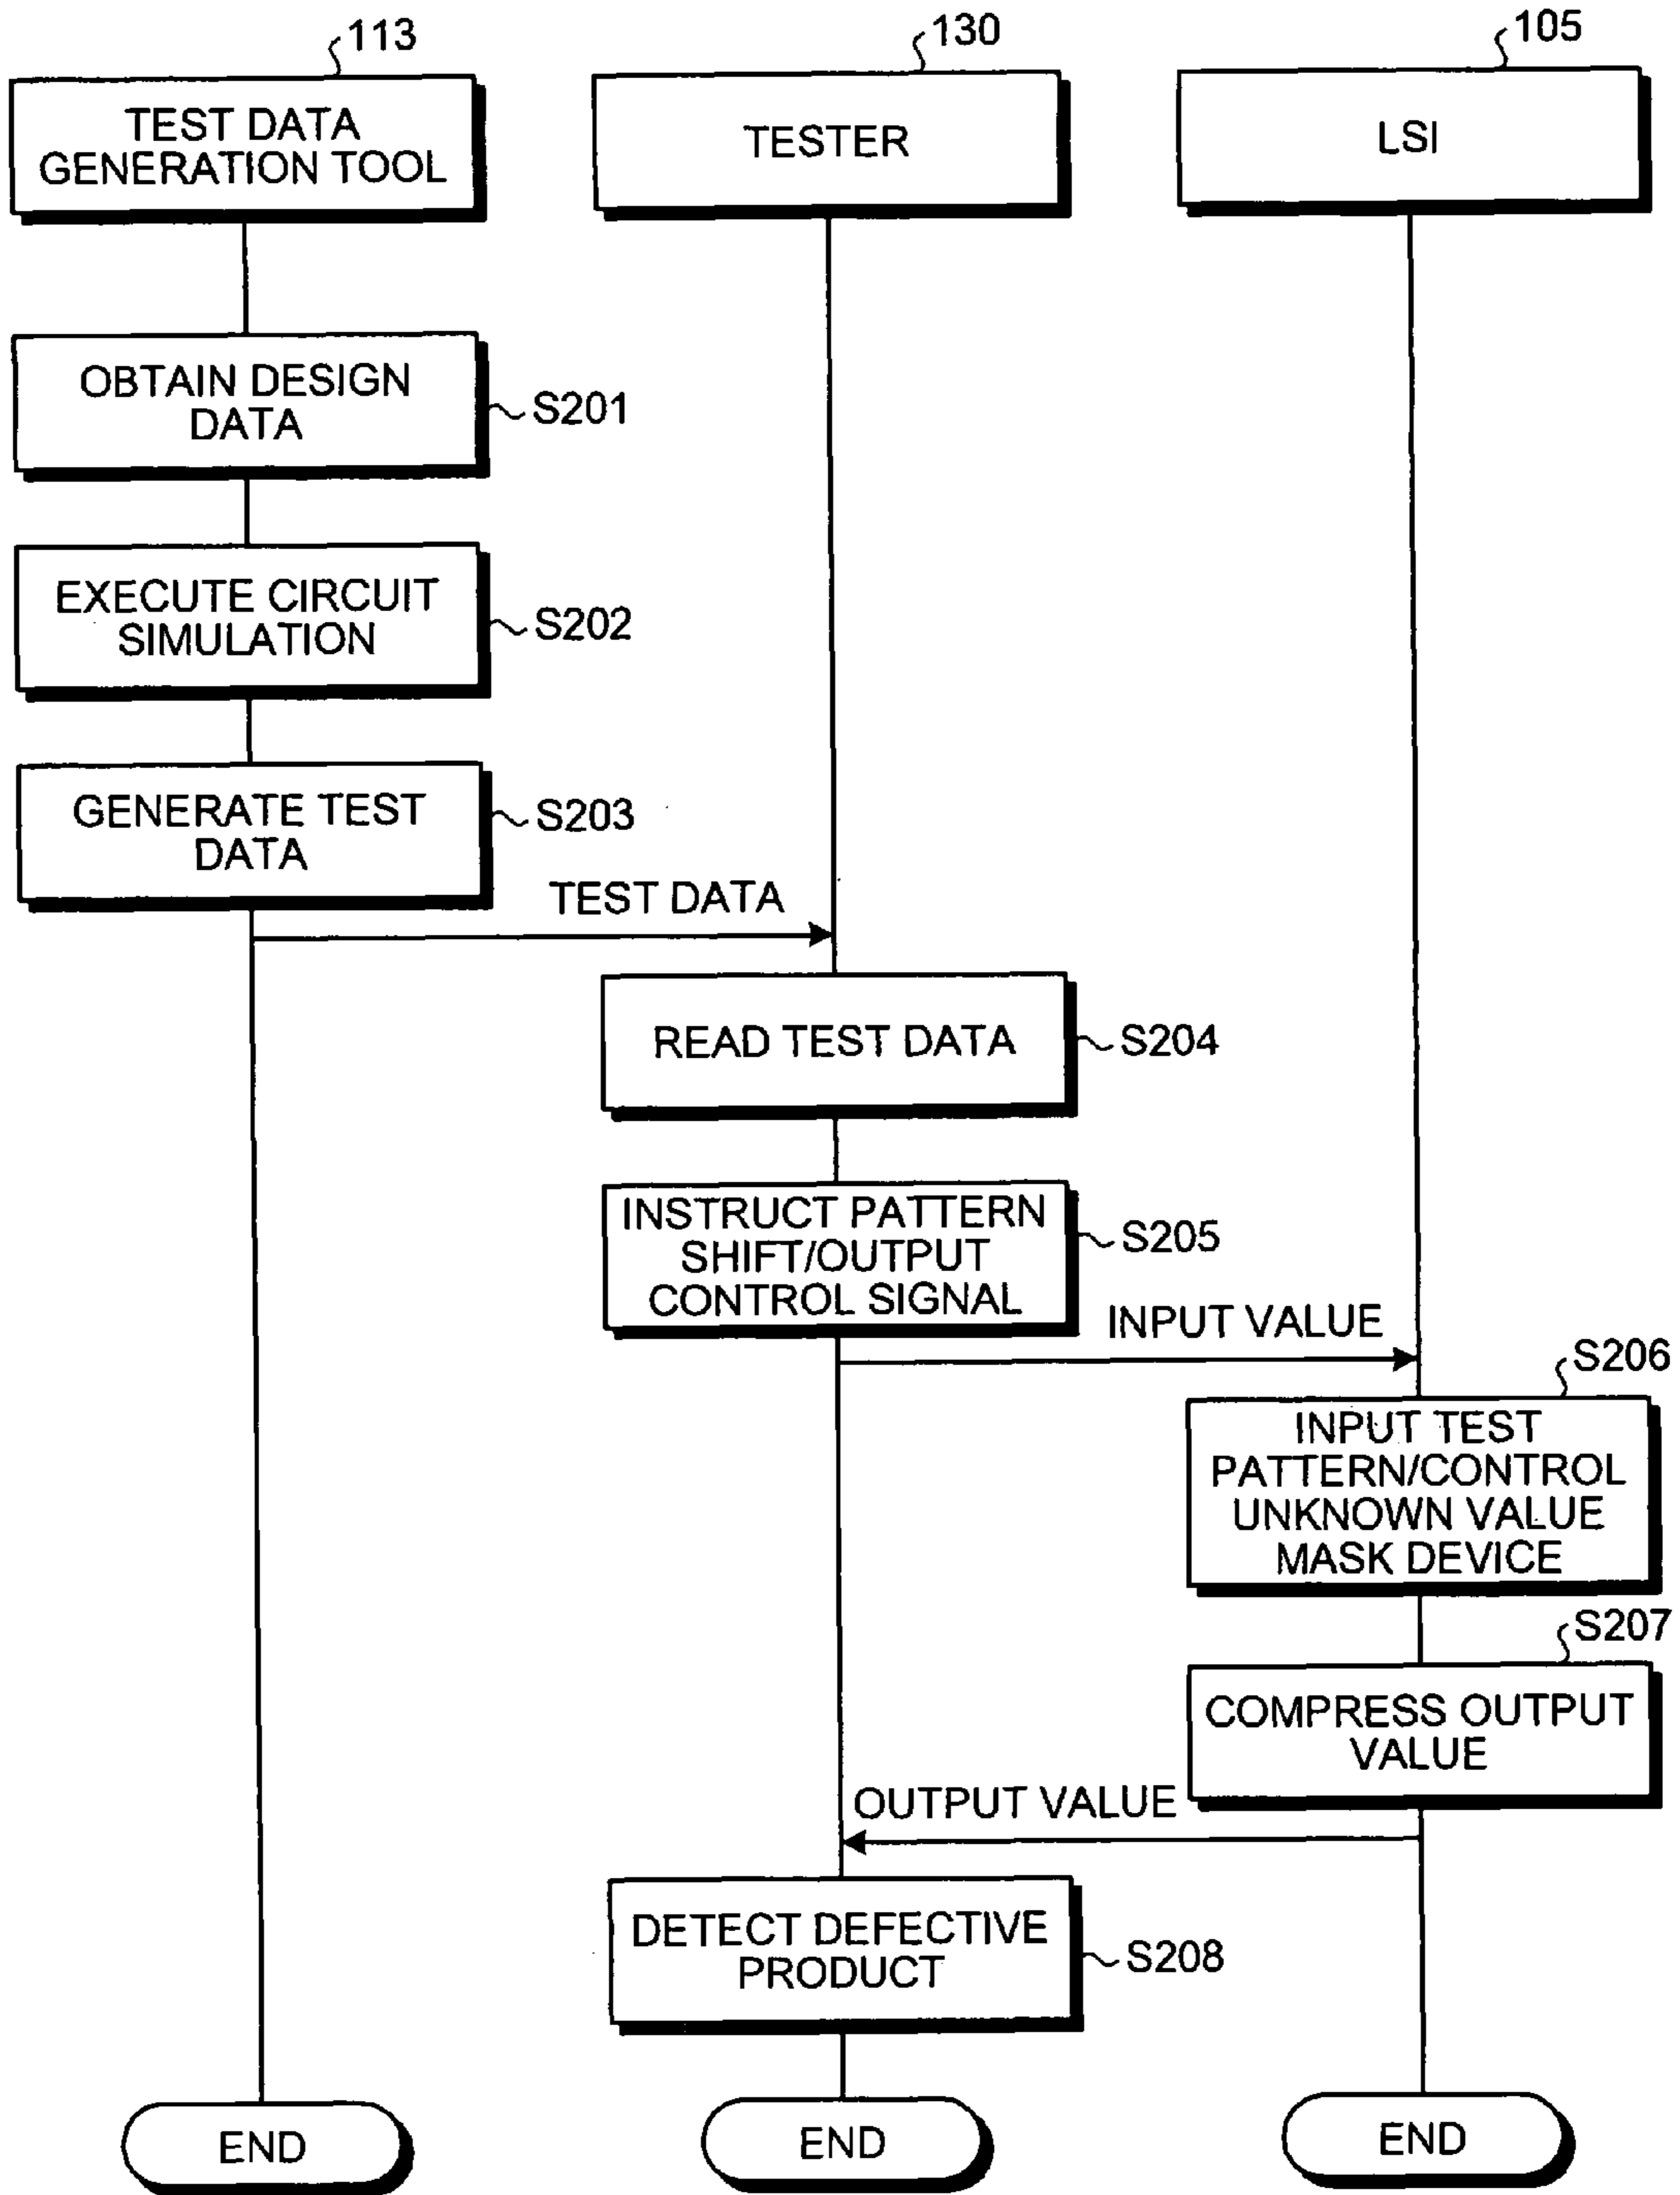 113
130
105
TEST DATA
GENERATION TOOL
TESTER
LSI
OBTAIN DESIGN
DATA
S201
EXECUTE CIRCUIT
SIMULATION
S202
GENERATE TEST
DATA
S203
TEST DATA
READ TEST DATA
S204
INSTRUCT PATTERN
SHIFT/OUTPUT
CONTROL SIGNAL
S205
INPUT VALUE
S206
INPUT TEST
PATTERN/CONTROL
UNKNOWN VALUE
MASK DEVICE
S207
COMPRESS OUTPUT
VALUE
OUTPUT VALUE
DETECT DEFECTIVE
PRODUCT
S208
END
END
END